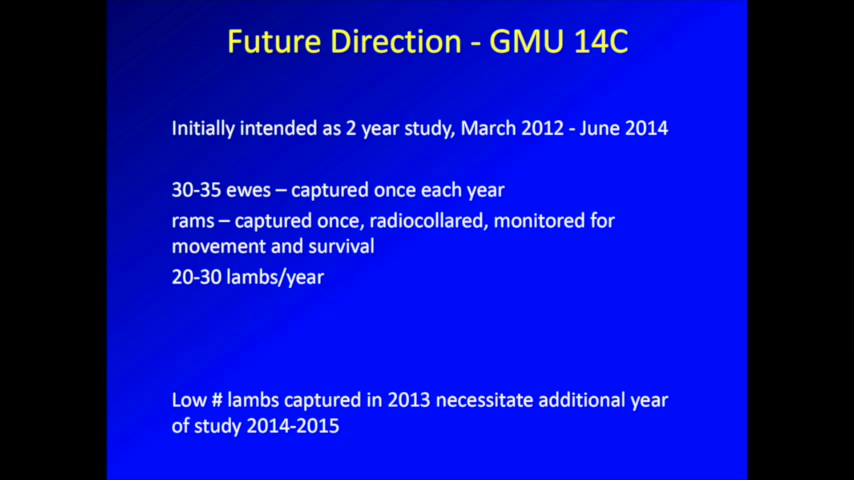 Future Direction - GMU 14C
Initially intended as 2 year study, March 2012 - June 2014
30-35 ewes – captured once each year
rams – captured once, radiocollared, monitored for
movement and survival
20-30 lambs/year
Low # lambs captured in 2013 necessitate additional year
of study 2014-2015